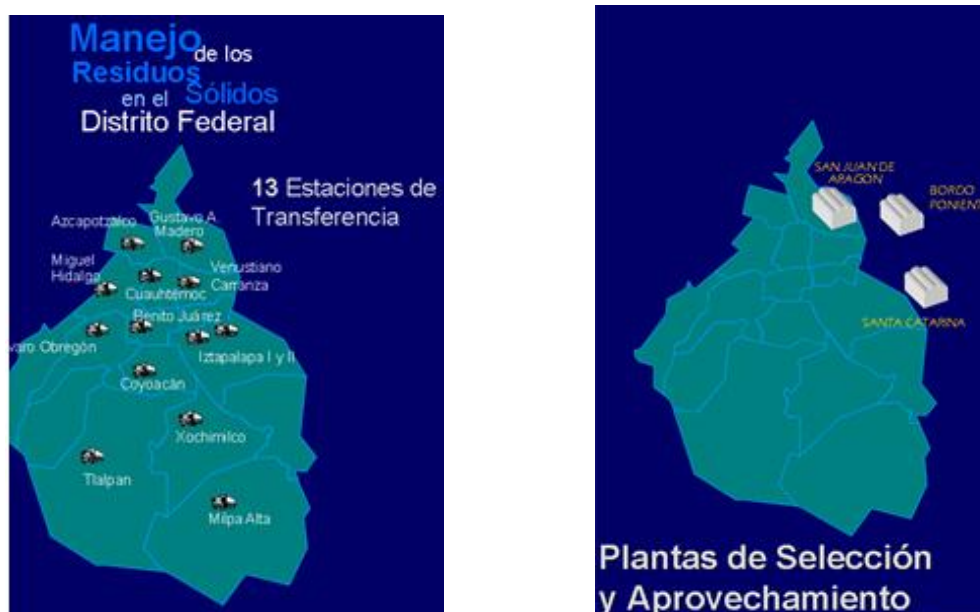 Manejo de los
Residuos
en el Sólidos
Distrito Federal
13 Estaciones de
Transferencia
Azcapotzalco
Gustavo A.
Madero
Miguel
Hidalgo
Venustiano
Carranza
Cuauhtémoc
Benito Juárez
varo Obregón
Iztapalapa I y II
Coyoacán
Xochimilco
Tlalpan
Milpa Alta
SAN JUAN DE
ARAGON
BORDO
PONIENT
SANTA CATARINA
Plantas de Selección
y Aprovechamiento